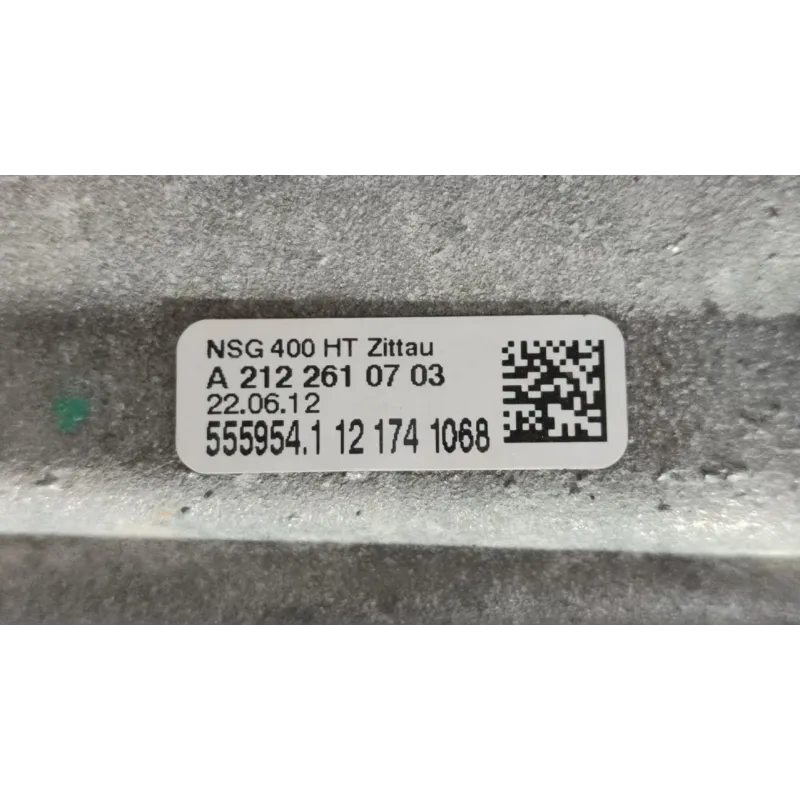 NSG 400 HT Zittau
A 212 261 07 03
22.06.12
555954.1 12 174 1068